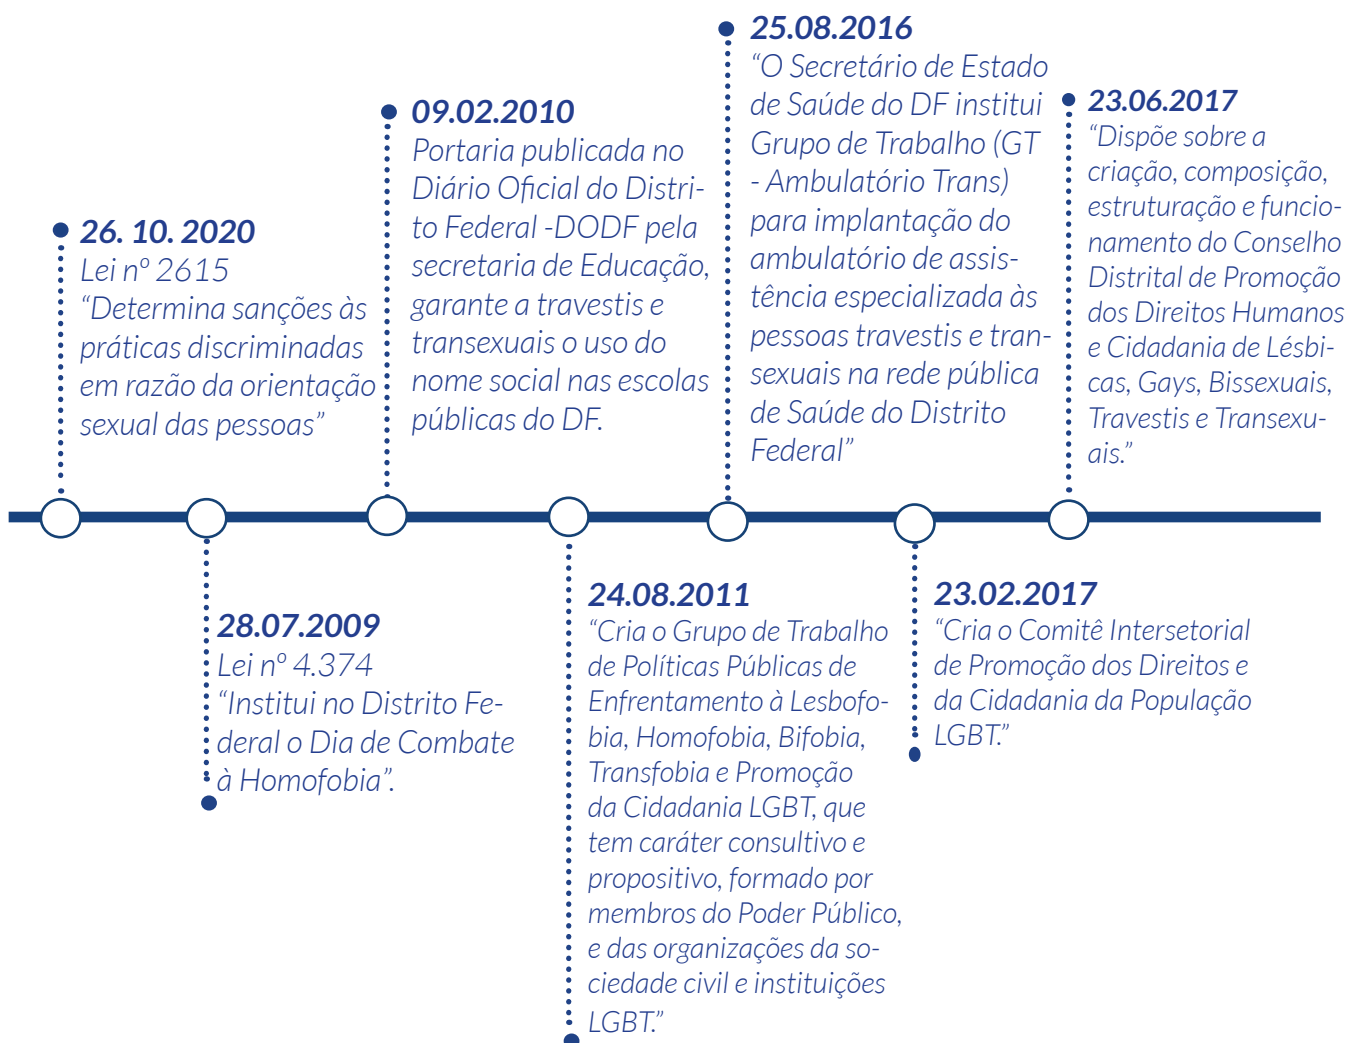 26. 10. 2020
Lei nº 2615
“Determina sanções às
práticas discriminadas
em razão da orientação
sexual das pessoas”
28.07.2009
Lei nº 4.374
“Institui no Distrito Fe-
deral o Dia de Combate
à Homofobia”.
09.02.2010
Portaria publicada no
Diário Oficial do Distri-
to Federal -DODF pela
secretaria de Educação,
garante a travestis e
transexuais o uso do
nome social nas escolas
públicas do DF.
24.08.2011
“Cria o Grupo de Trabalho
de Políticas Públicas de
Enfrentamento à Lesbofo-
bia, Homofobia, Bifobia,
Transfobia e Promoção
da Cidadania LGBT, que
tem caráter consultivo e
propositivo, formado por
membros do Poder Público,
e das organizações da so-
ciedade civil e instituições
LGBT.”
25.08.2016
“O Secretário de Estado
de Saúde do DF institui
Grupo de Trabalho (GT
- Ambulatório Trans)
para implantação do
ambulatório de assis-
tência especializada às
pessoas travestis e tran-
sexuais na rede pública
de Saúde do Distrito
Federal”
23.02.2017
“Cria o Comitê Intersetorial
de Promoção dos Direitos e
da Cidadania da População
LGBT.”
23.06.2017
“Dispõe sobre a
criação, composição,
estruturação e funcio-
namento do Conselho
Distrital de Promoção
dos Direitos Humanos
e Cidadania de Lésbi-
cas, Gays, Bissexuais,
Travestis e Transexu-
ais.”